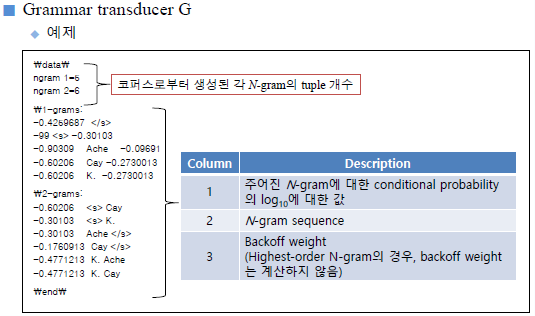 Grammar transducer G
예제
₩data₩
ngram 1=5
ngram 2=6
코퍼스로부터 생성된 각 N-gram의 tuple 개수
₩1-grams:
-0.4259687 </s>
-99 <s> -0.30103
-0.90309 Ache -0.09691
-0.60206 Cay -0.2730013
-0.60206 K. -0.2730013
₩2-grams:
-0.60206 <s> Cay
-0.30103 <s> K.
-0.30103 Ache </s>
-0.1760913 Cay </s>
-0.4771213 K. Ache
-0.4771213 K. Cay
₩end₩
Column Description
1 주어진 N-gram에 대한 conditional probability
의 log10에 대한 값
2 N-gram sequence
3 Backoff weight
(Highest-order N-gram의 경우, backoff weight
는 계산하지 않음)